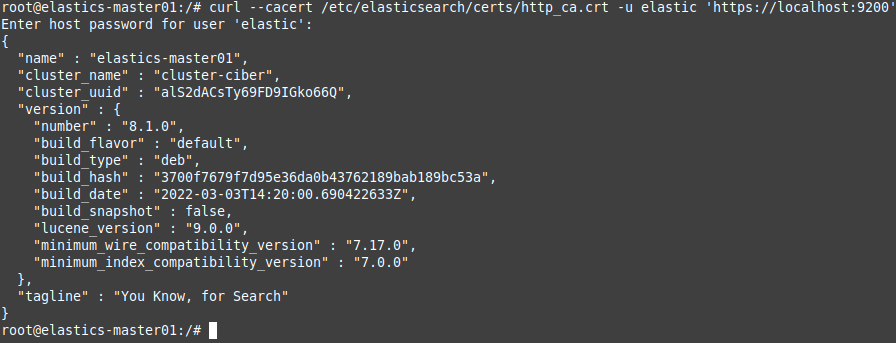 root@elastics-master01:/# curl --cacert /etc/elasticsearch/certs/http_ca.crt -u elastic 'https://localhost:9200'
Enter host password for user 'elastic':
{
  "name" : "elastics-master01",
  "cluster_name" : "cluster-ciber",
  "cluster_uuid" : "alS2dACsTy69FD9IGko66Q",
  "version" : {
    "number" : "8.1.0",
    "build_flavor" : "default",
    "build_type" : "deb",
    "build_hash" : "3700f7679f7d95e36da0b43762189bab189bc53a",
    "build_date" : "2022-03-03T14:20:00.690422633Z",
    "build_snapshot" : false,
    "lucene_version" : "9.0.0",
    "minimum_wire_compatibility_version" : "7.17.0",
    "minimum_index_compatibility_version" : "7.0.0"
  },
  "tagline" : "You Know, for Search"
}
root@elastics-master01:/#